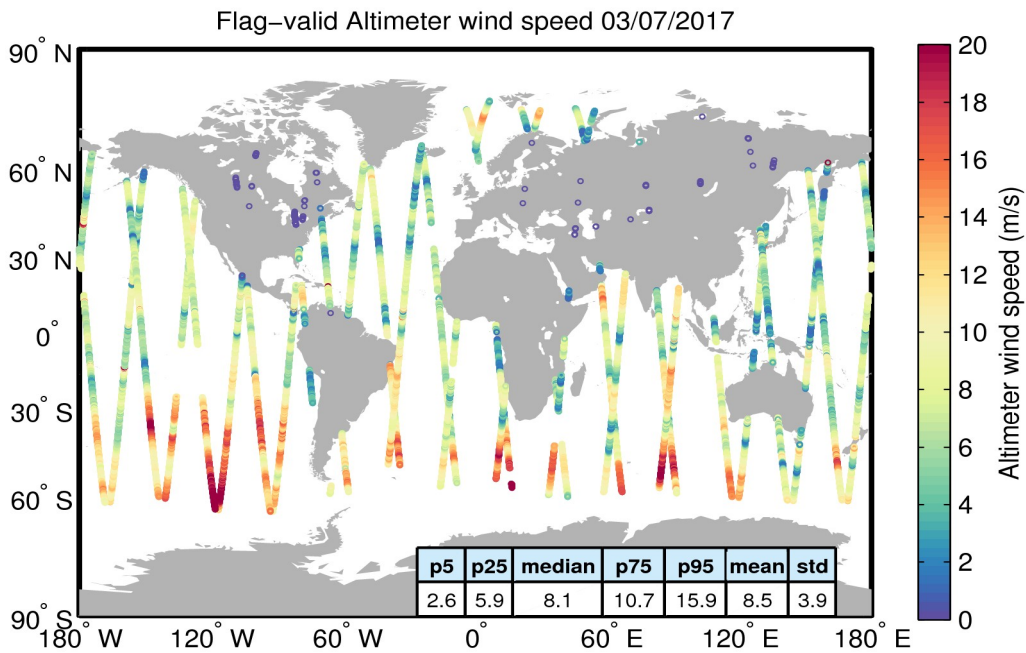 Flag−valid Altimeter wind speed 03/07/2017
90° N
60° N
30° N
0°
30° S
60° S
90° S
180° W
120° W
60° W
0°
60° E
120° E
180° E
p5 p25 median p75 p95 mean std
2.6 5.9 8.1 10.7 15.9 8.5 3.9
20
18
16
14
12
10
8
6
4
2
0
Altimeter wind speed (m/s)